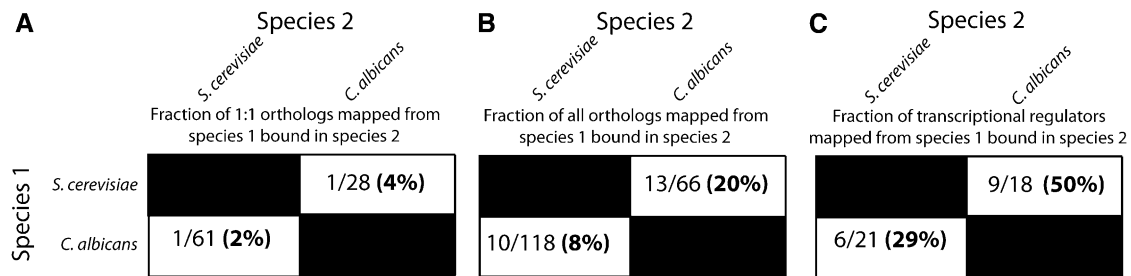 A
Species 2
S. cerevisiae
C. albicans
Fraction of 1:1 orthologs mapped from
species 1 bound in species 2
B
Species 2
S. cerevisiae
C. albicans
Fraction of all orthologs mapped from
species 1 bound in species 2
C
Species 2
S. cerevisiae
C. albicans
Fraction of transcriptional regulators
mapped from species 1 bound in species 2
Species 1
S. cerevisiae
1/28 (4%)
13/66 (20%)
9/18 (50%)
C. albicans
1/61 (2%)
10/118 (8%)
6/21 (29%)